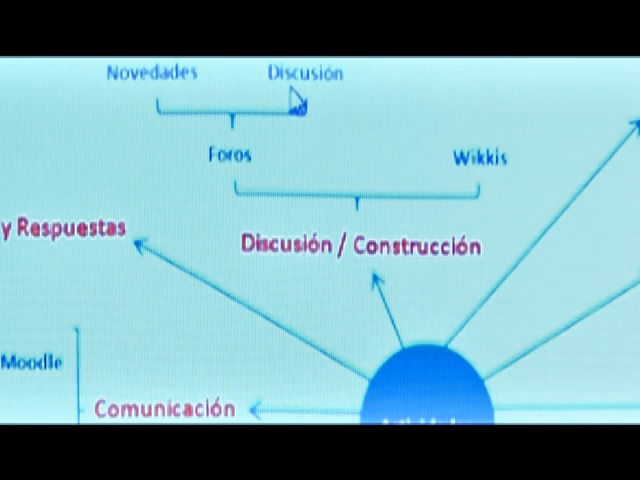 Novedades Discusión
Foros
Wikkis
y Respuestas
Discusión / Construcción
Moodle
Comunicación